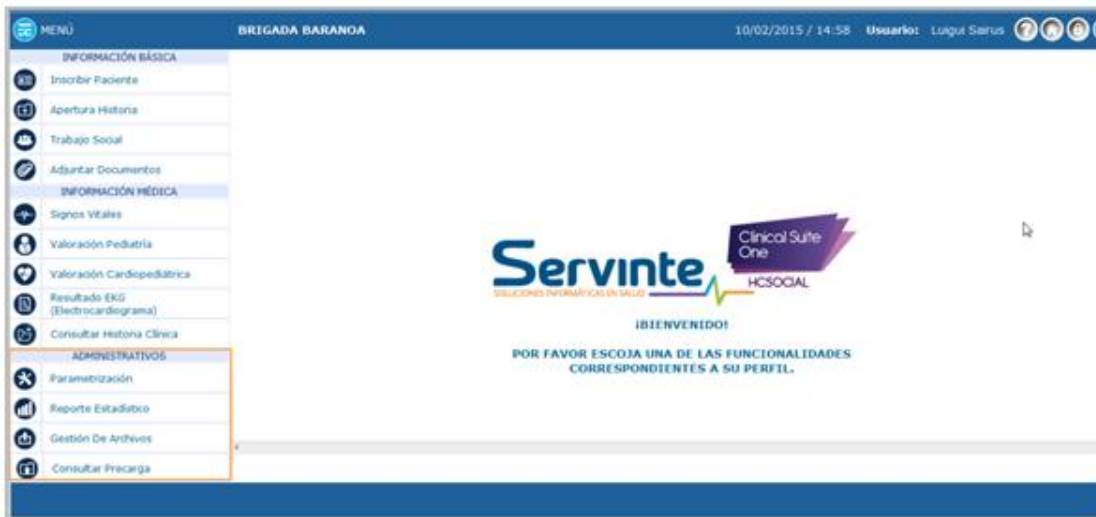 MENÚ
BRIGADA BARANOA
10/02/2015 / 14:58 Usuario: Luigui Sairus
INFORMACIÓN BÁSICA
Inscribir Paciente
Apertura Historia
Trabajo Social
Adjuntar Documentos
INFORMACIÓN MÉDICA
Signos Vitales
Valoración Pediatría
Valoración Cardiopediátrica
Resultado EKG
(Electrocardiograma)
Consultar Historia Clínica
ADMINISTRATIVOS
Parametrización
Reporte Estadístico
Gestión De Archivos
Consultar Precarga
Servinte
SOLUCIONES INFORMÁTICAS EN SALUD
Clinical Suite
One
HCSOCIAL
¡BIENVENIDO!
POR FAVOR ESCOJA UNA DE LAS FUNCIONALIDADES
CORRESPONDIENTES A SU PERFIL.